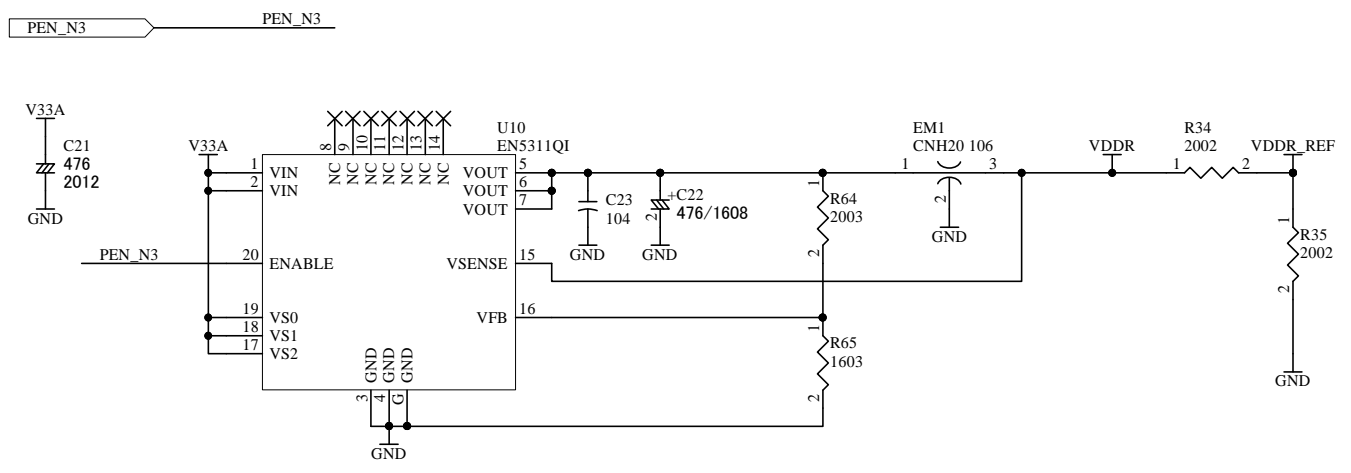 PEN_N3
PEN_N3
V33A
C21
476
2012
GND
V33A
8
9
10
11
12
13
14
NC
NC
NC
NC
NC
NC
NC
U10
EN5311QI
1
VIN
2
VIN
PEN_N3
20
ENABLE
19
VS0
18
VS1
17
VS2
VOUT
5
VOUT
6
VOUT
7
VSENSE
15
VFB
16
GND
GND
GND
3
4
G
GND
C23
104
GND
+C22
476/1608
2
GND
1
R64
2003
2
1
R65
1603
2
EM1
CNH20 106
1
3
2
GND
VDDR
R34
2002
1
2
VDDR_REF
1
R35
2002
2
GND